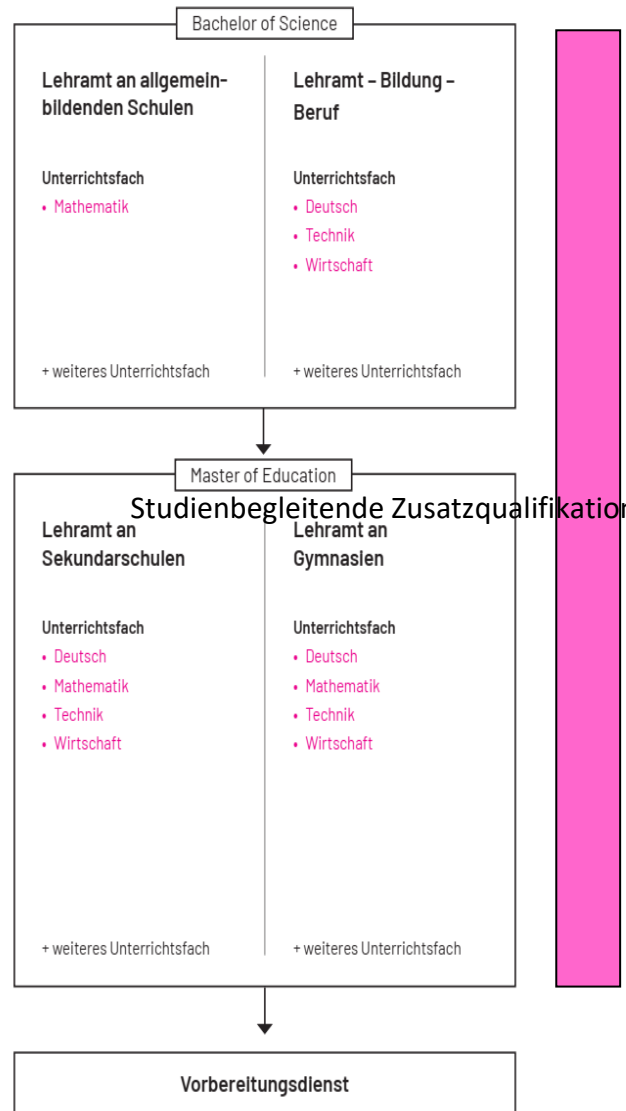 Bachelor of Science
Lehramt an allgemein-
bildenden Schulen
Unterrichtsfach
• Mathematik
+ weiteres Unterrichtsfach
Lehramt – Bildung –
Beruf
Unterrichtsfach
• Deutsch
• Technik
• Wirtschaft
+ weiteres Unterrichtsfach
Master of Education
Studienbegleitende Zusatzqualifikation
Lehramt an
Sekundarschulen
Unterrichtsfach
• Deutsch
• Mathematik
• Technik
• Wirtschaft
+ weiteres Unterrichtsfach
Lehramt an
Gymnasien
Unterrichtsfach
• Deutsch
• Mathematik
• Technik
• Wirtschaft
+ weiteres Unterrichtsfach
Vorbereitungsdienst